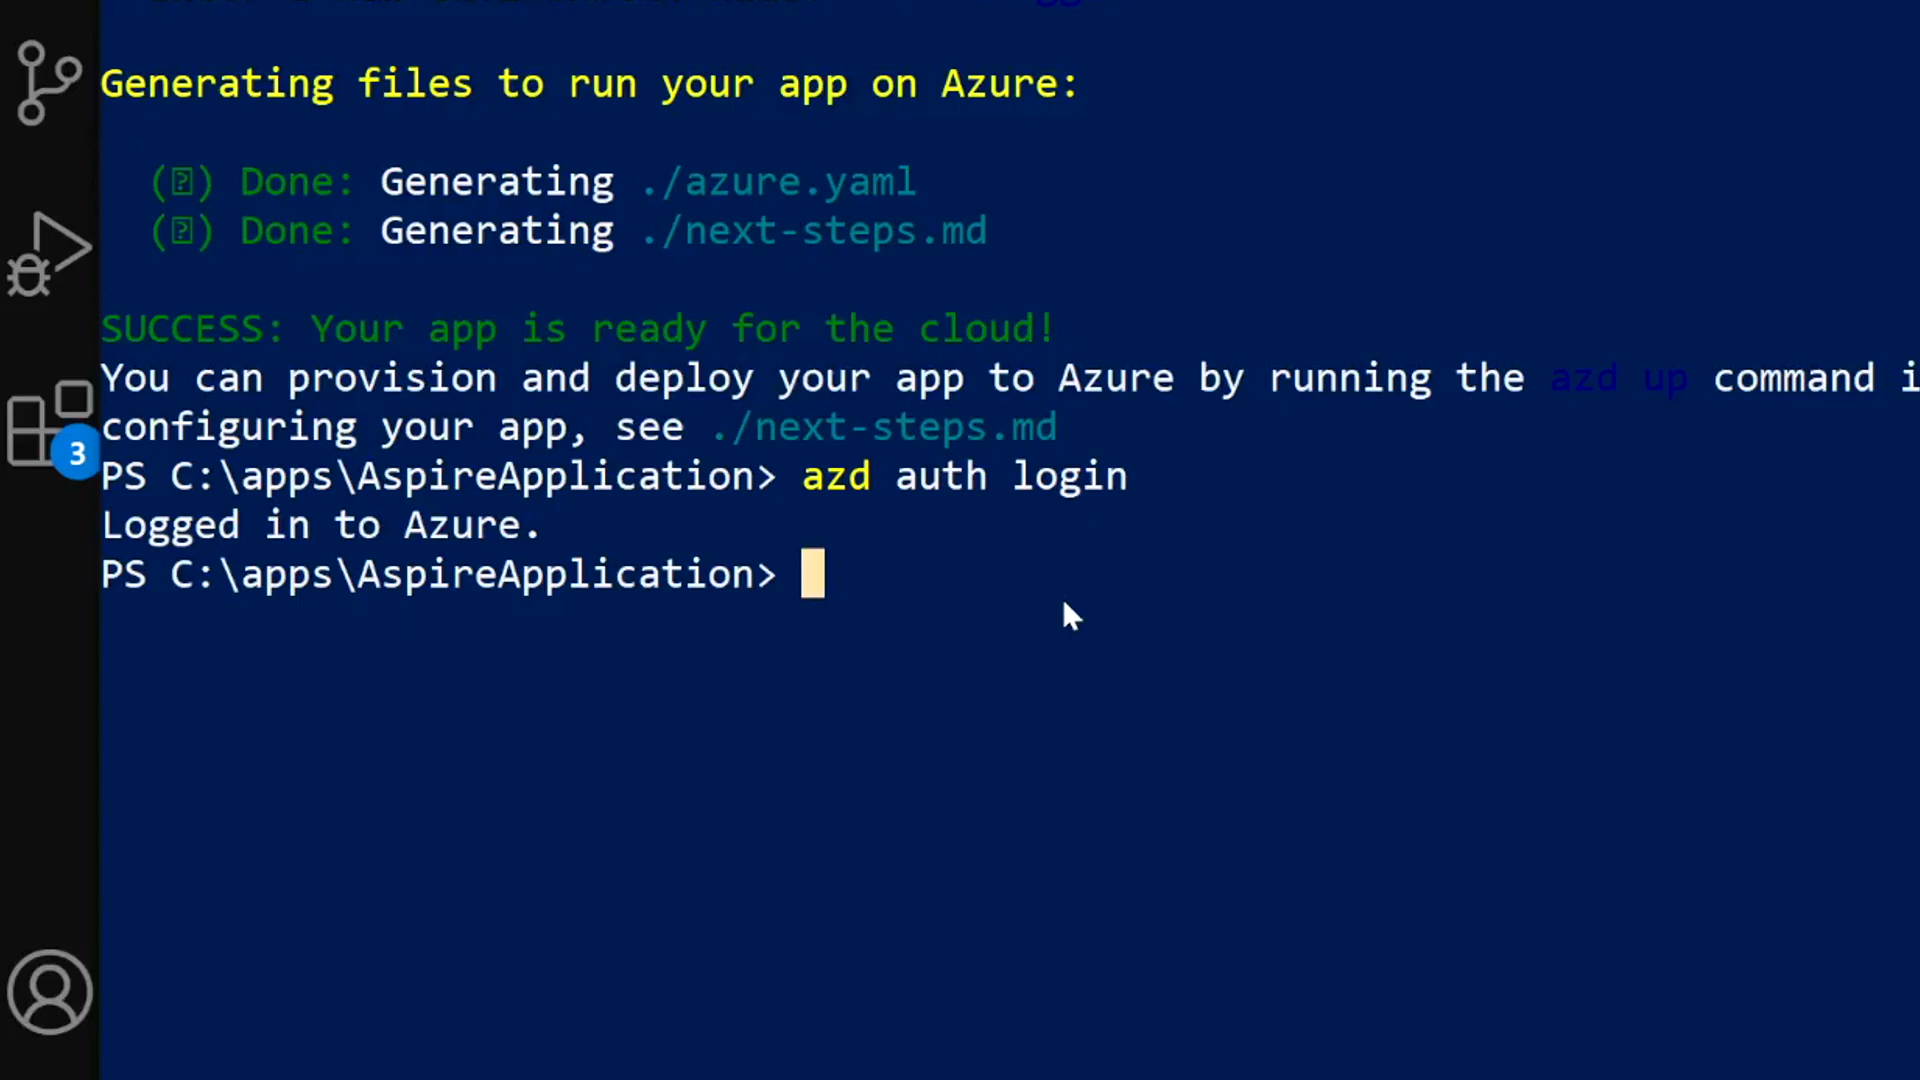 Generating files to run your app on Azure:
(�) Done: Generating ./azure.yaml
(�) Done: Generating ./next-steps.md
SUCCESS: Your app is ready for the cloud!
You can provision and deploy your app to Azure by running the azd up command i
configuring your app, see ./next-steps.md
PS C:\apps\AspireApplication> azd auth login
Logged in to Azure.
3
PS C:\apps\AspireApplication>